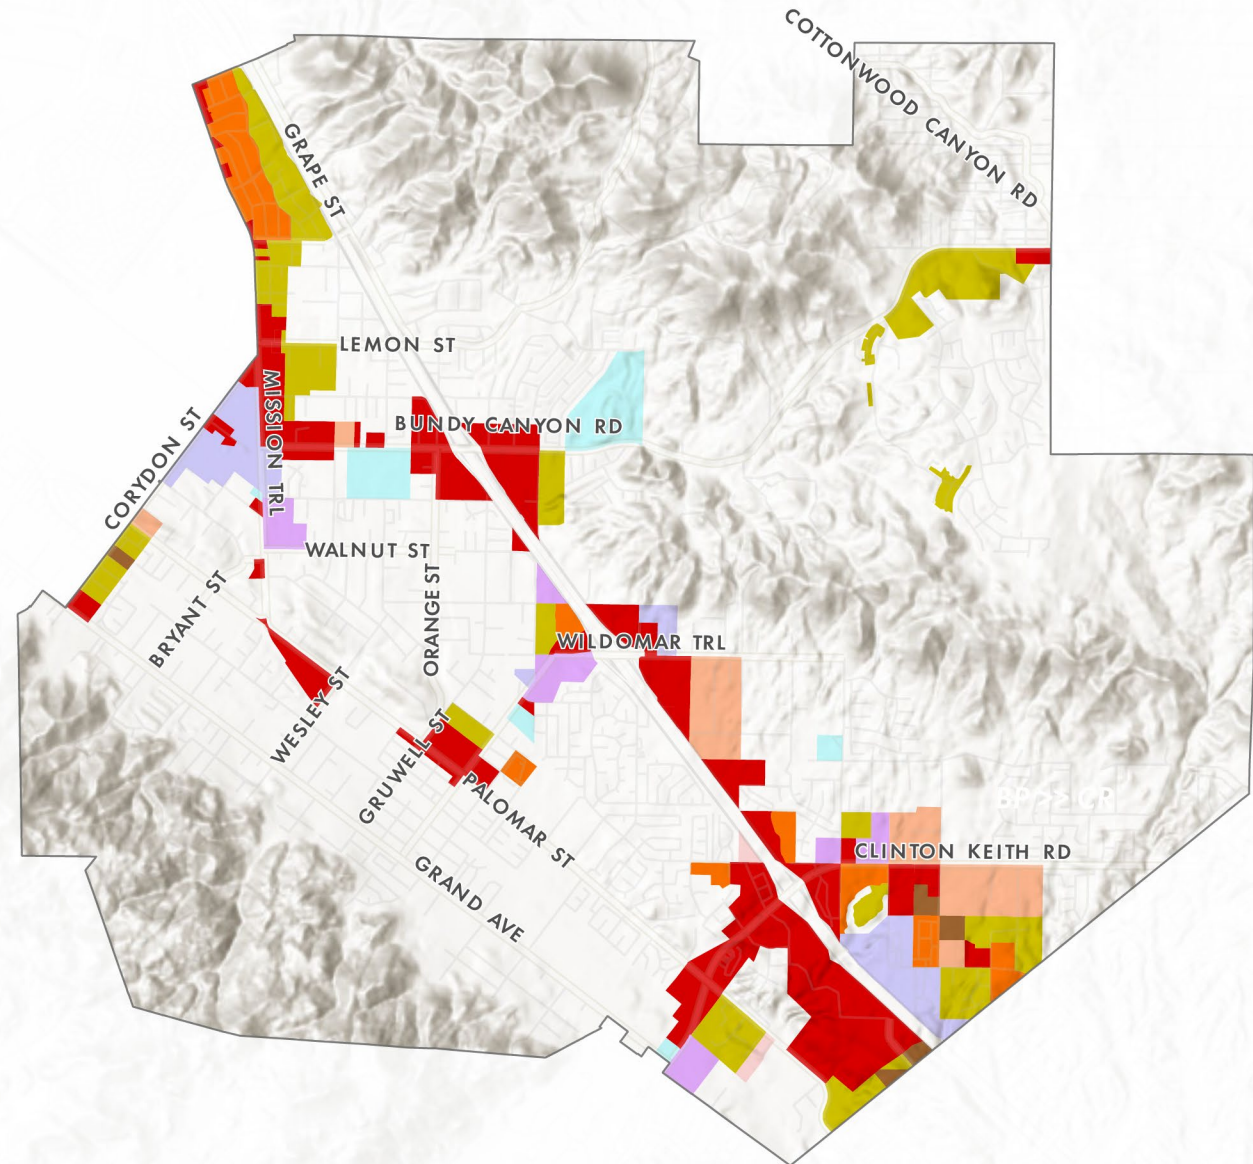 COTTONWOOD CANYON RD
GRAPE ST
LEMON ST
MISSION TRL
BUNDY CANYON RD
CORYDON ST
WALNUT ST
ORANGE ST
BRYANT ST
WILDOMAR TRL
WESLEY ST
GRUWELL ST
PALOMAR ST
CLINTON KEITH RD
GRAND AVE